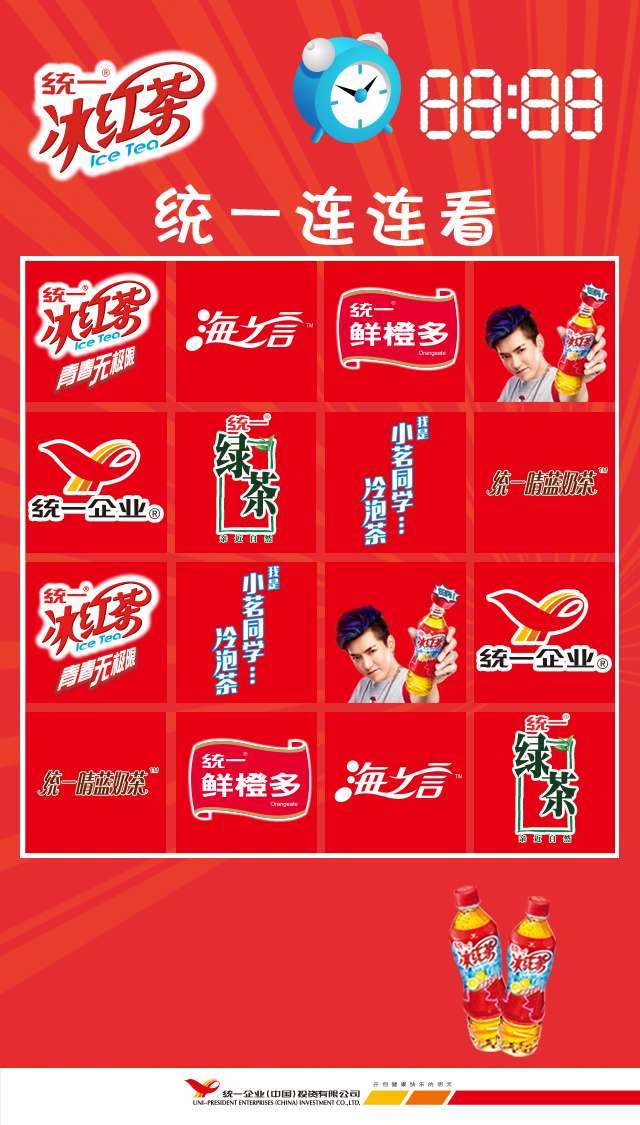 统一®
冰红茶
Ice Tea
88:88
统一连连看
统一®
冰红茶
Ice Tea
青春无极限
海之言TM
统一®
鲜橙多
Orangeate
冰红茶
统一企业®
统一®
绿茶
亲近自然
我是
小茗同学...
冷泡茶
统一晴蓝奶茶TM
统一®
冰红茶
Ice Tea
青春无极限
我是
小茗同学...
冷泡茶
冰红茶
统一企业®
统一晴蓝奶茶TM
统一®
鲜橙多
Orangeate
海之言TM
统一®
绿茶
亲近自然
冰红茶
冰红茶
统一企业(中国)投资有限公司
UNI-PRESIDENT ENTERPRISES (CHINA) INVESTMENT CO.,LTD.
开创健康快乐的明天